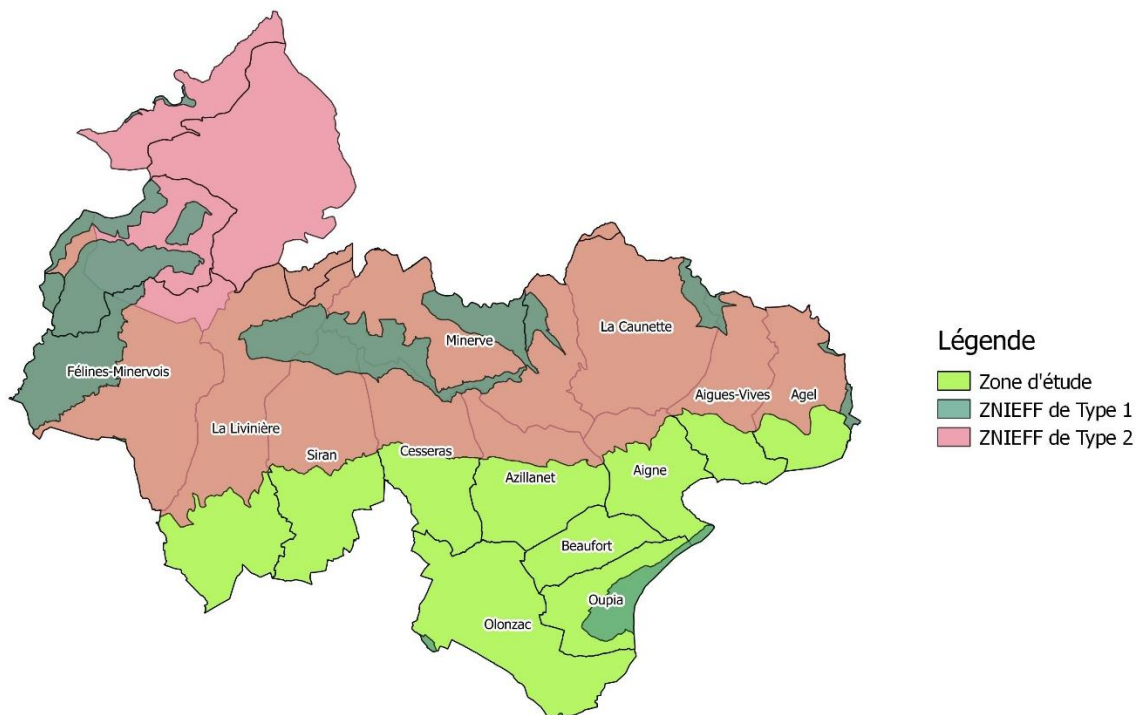 La Caunette
Minerve
Félines-Minervois
Aigues-Vives
Agel
La Livinière
Siran
Cesseras
Azillanet
Aigne
Beaufort
Oupia
Olonzac
Légende
Zone d'étude
ZNIEFF de Type 1
ZNIEFF de Type 2